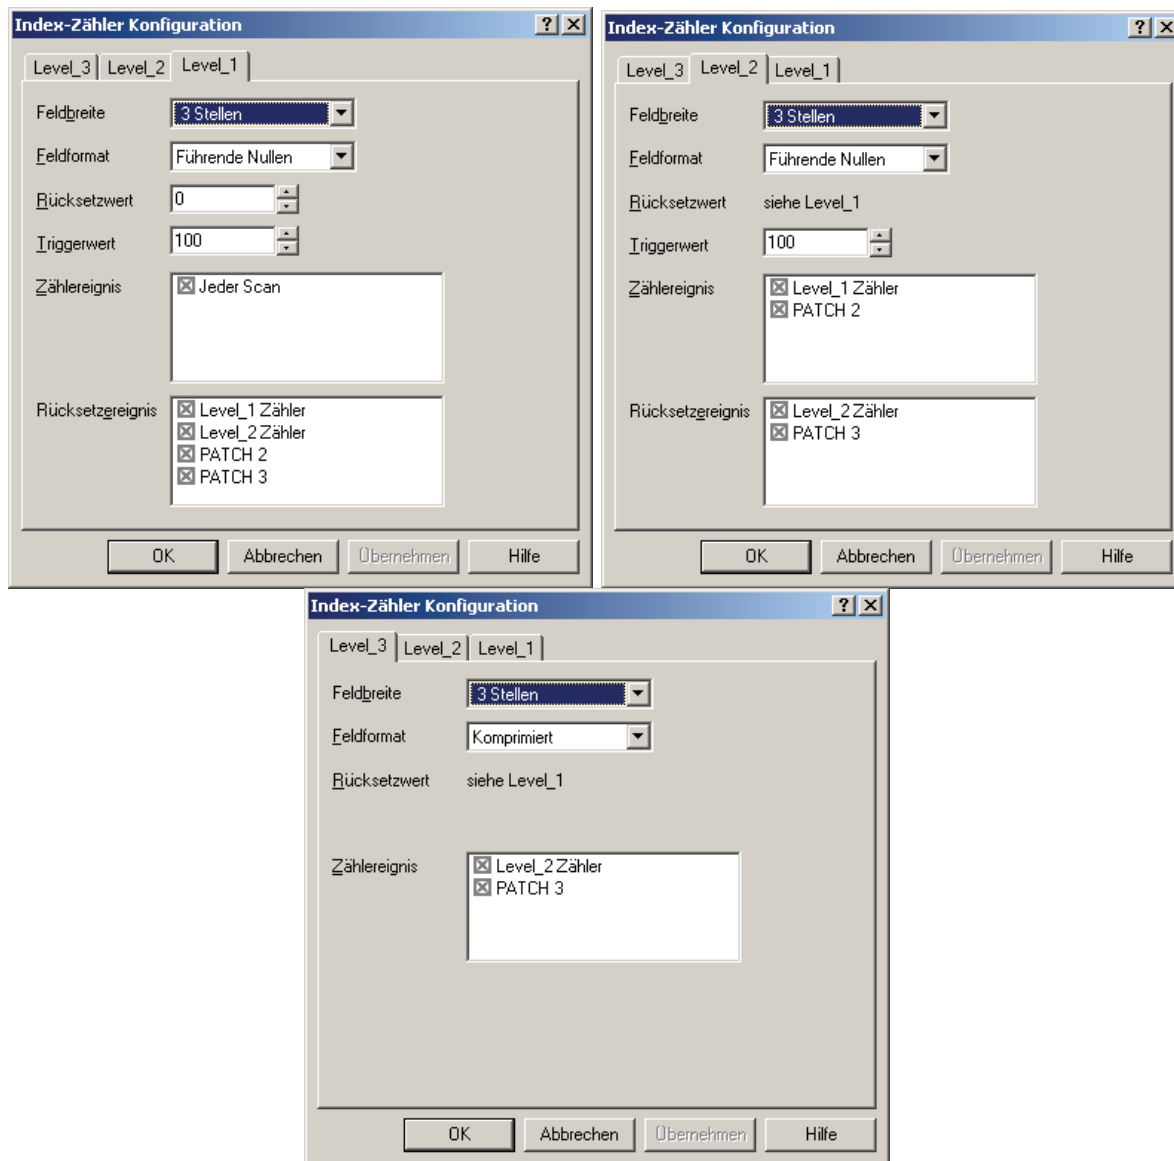 Index-Zähler Konfiguration
Level_3 Level_2 Level_1
Feldbreite 3 Stellen
Feldformat Führende Nullen
Rücksetzwert 0
Triggerwert 100
Zählereignis Jeder Scan
Rücksetzereignis Level_1 Zähler
Level_2 Zähler
PATCH 2
PATCH 3
OK Abbrechen Übernehmen Hilfe
Index-Zähler Konfiguration
Level_3 Level_2 Level_1
Feldbreite 3 Stellen
Feldformat Führende Nullen
Rücksetzwert siehe Level_1
Triggerwert 100
Zählereignis Level_1 Zähler
PATCH 2
Rücksetzereignis Level_2 Zähler
PATCH 3
OK Abbrechen Übernehmen Hilfe
Index-Zähler Konfiguration
Level_3 Level_2 Level_1
Feldbreite 3 Stellen
Feldformat Komprimiert
Rücksetzwert siehe Level_1
Zählereignis Level_2 Zähler
PATCH 3
OK Abbrechen Übernehmen Hilfe